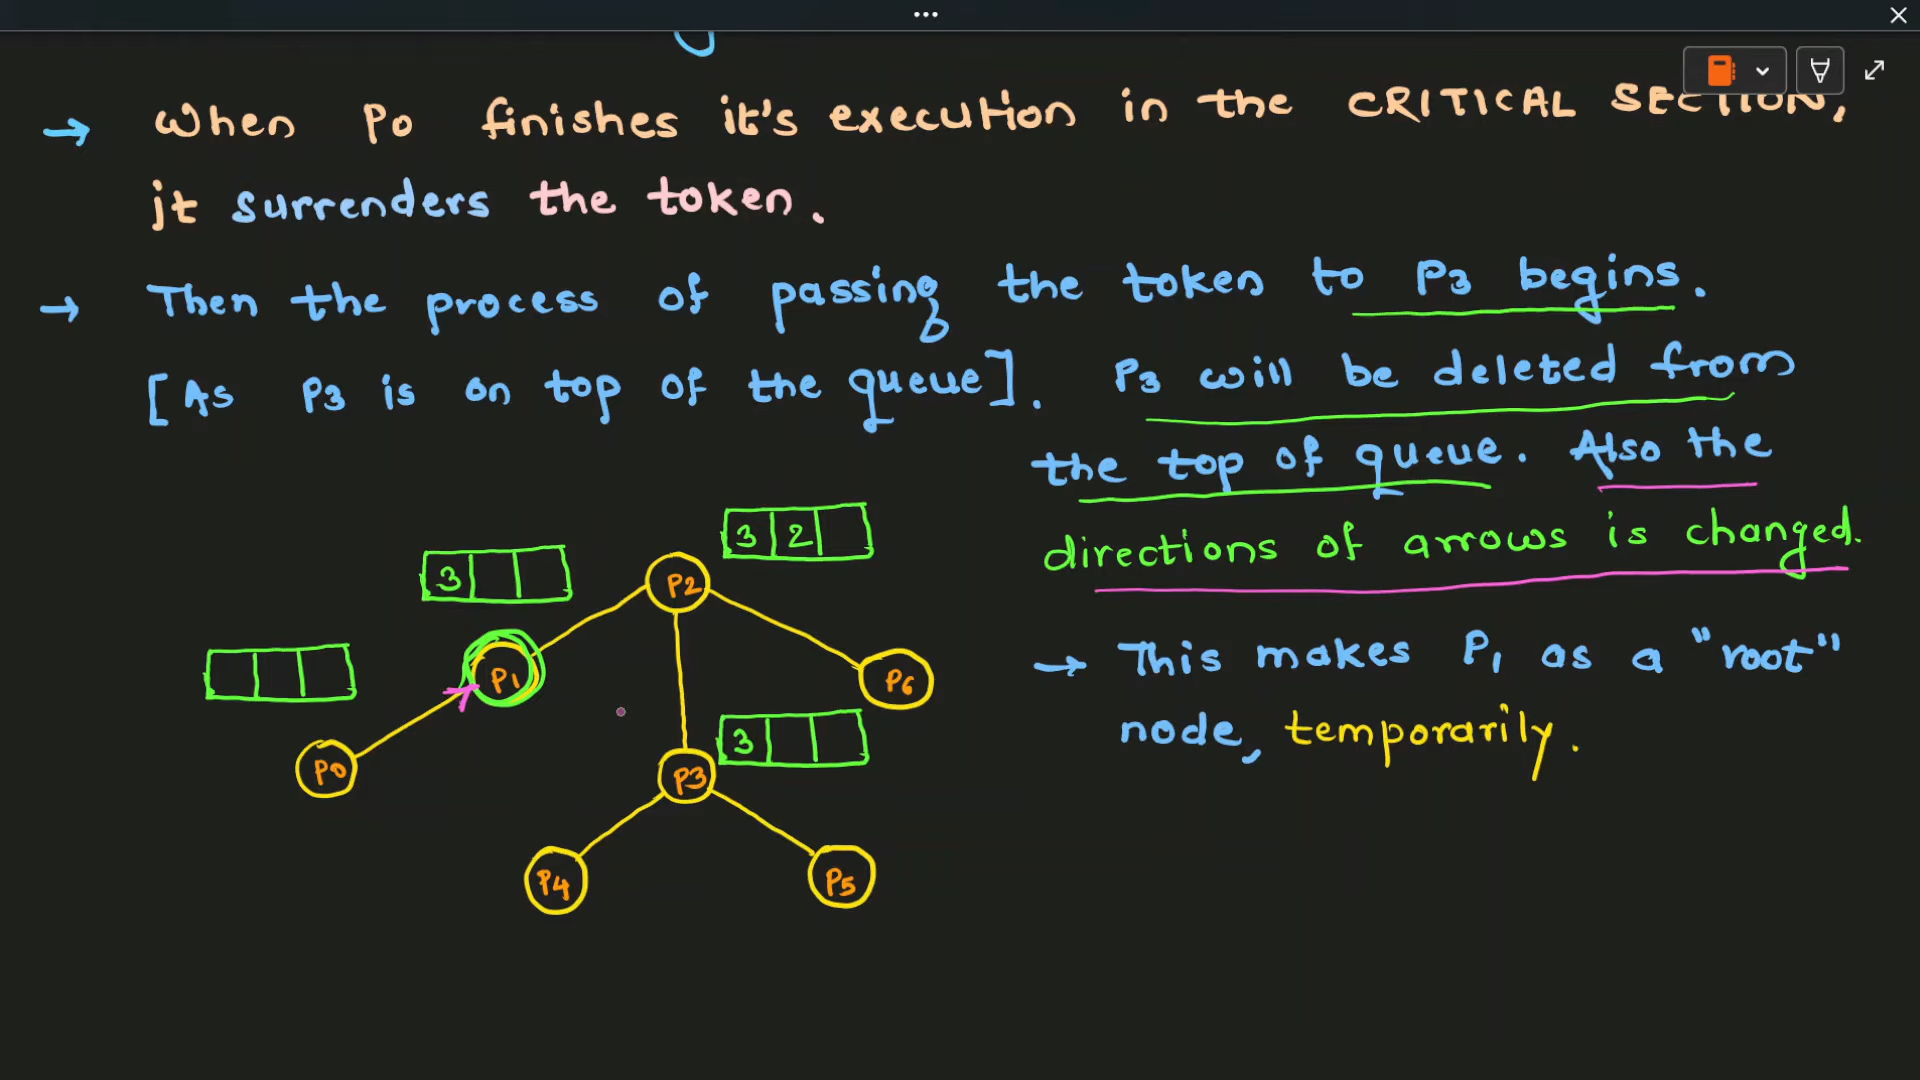 → When P0 finishes it's execution in the CRITICAL SECTION,
it surrenders the token.
→ Then the process of passing the token to P3 begins.
[As P3 is on top of the queue]. P3 will be deleted from
the top of queue. Also the
directions of arrows is changed.
→ This makes P1 as a "root"
node, temporarily.
3 2
3
P2
P1
P6
3
P0
P3
P4
P5